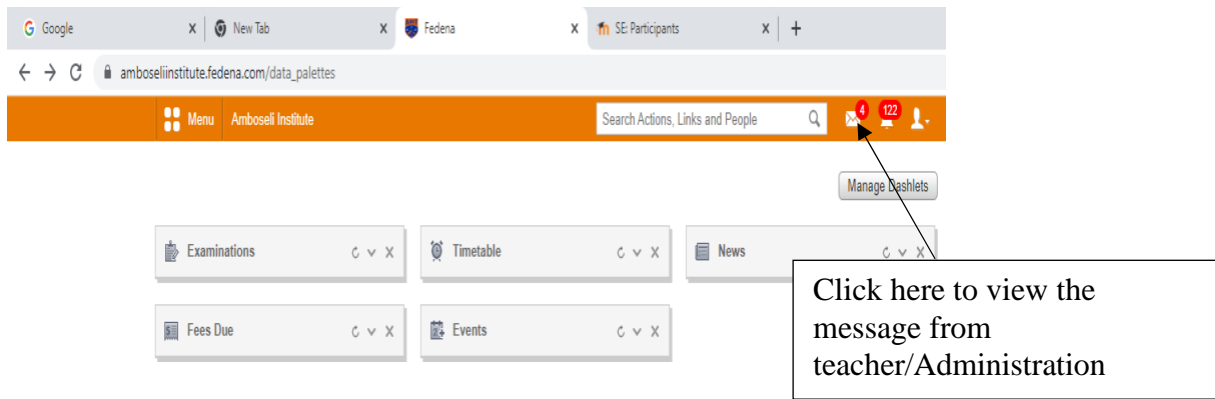 Google X New Tab X Fedena X SE: Participants X +
amboseliinstitute.fedena.com/data_palettes
Menu Amboseli Institute Search Actions, Links and People 4 122
Manage Dashlets
Examinations X Timetable X News X
Fees Due X Events X
Click here to view the
message from
teacher/Administration